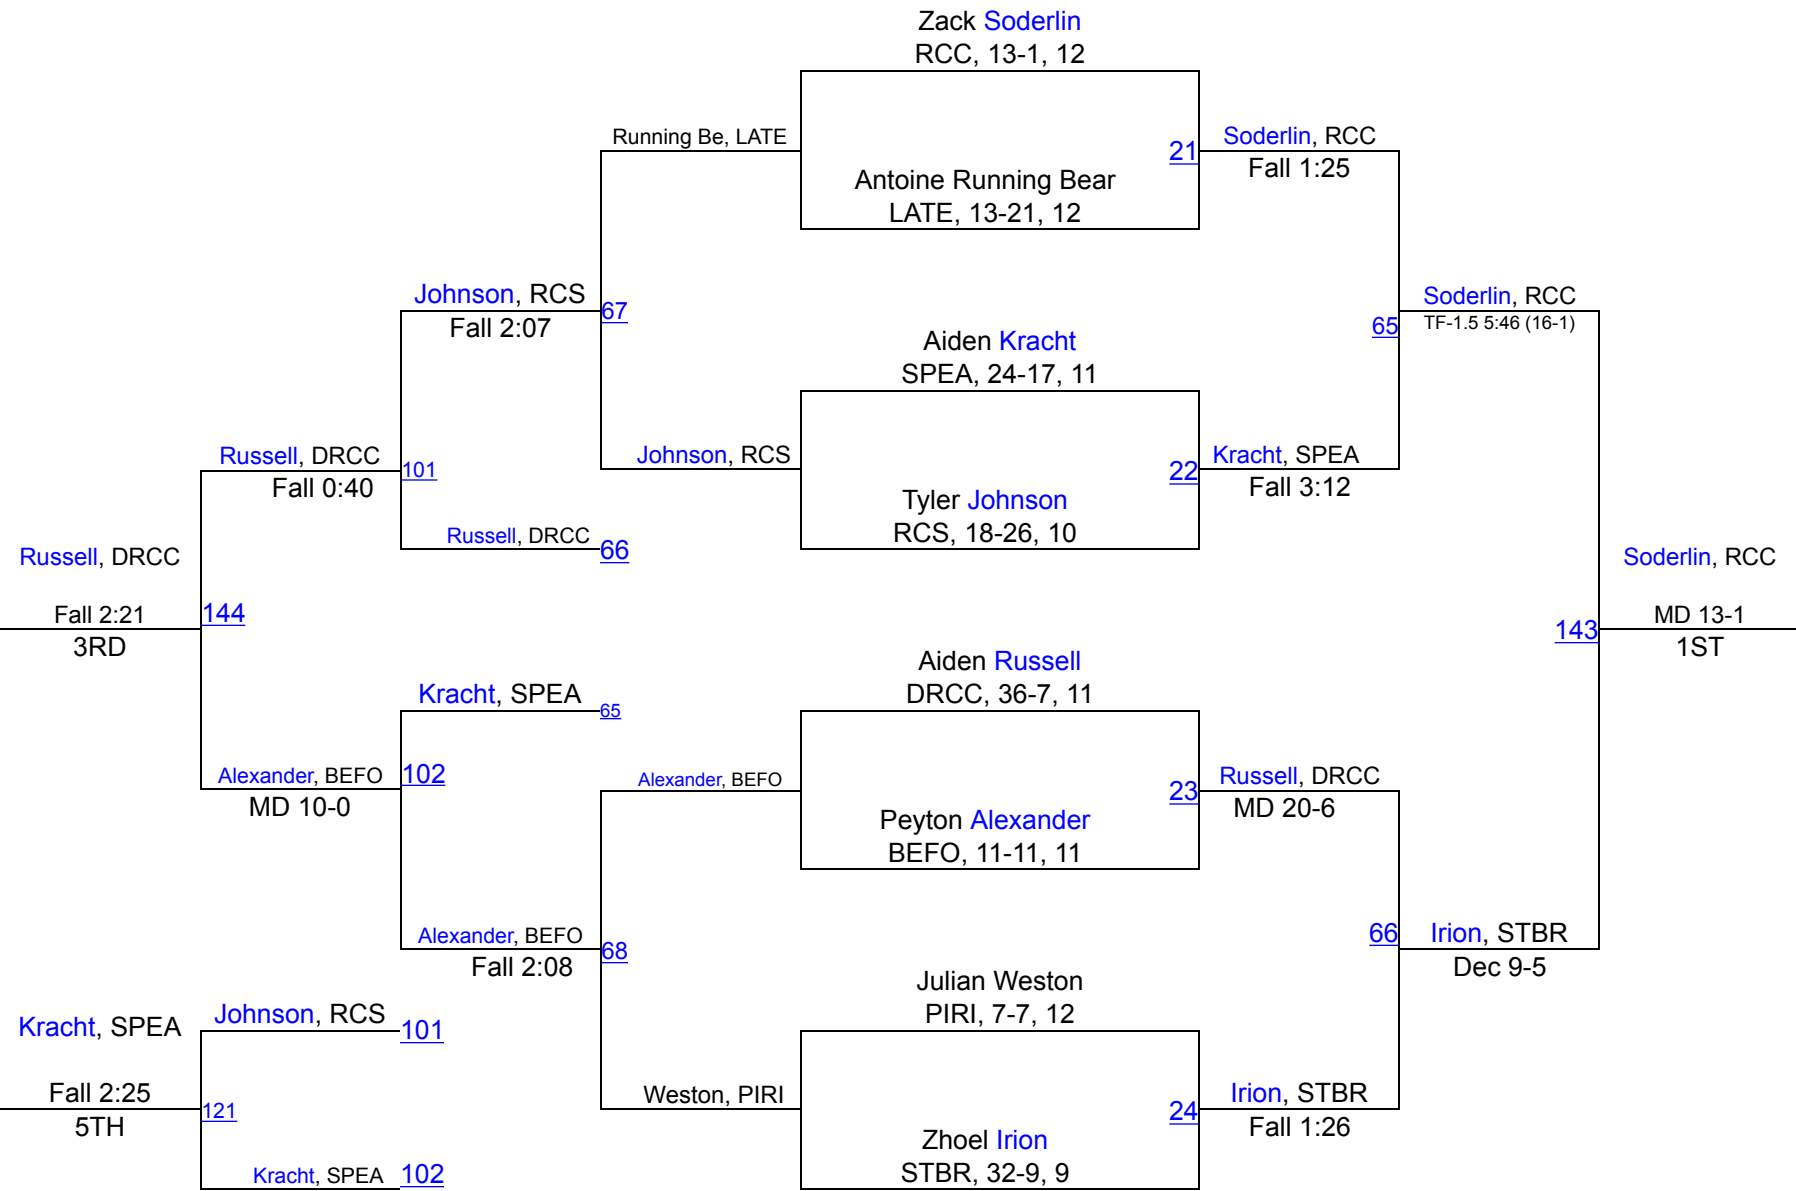 Zack Soderlin
RCC, 13-1, 12
Running Be, LATE
21
Soderlin, RCC
Fall 1:25
Antoine Running Bear
LATE, 13-21, 12
Johnson, RCS
Fall 2:07
67
Soderlin, RCC
TF-1.5 5:46 (16-1)
65
Aiden Kracht
SPEA, 24-17, 11
Russell, DRCC
Fall 0:40
101
Johnson, RCS
22
Kracht, SPEA
Fall 3:12
Tyler Johnson
RCS, 18-26, 10
Russell, DRCC
66
Russell, DRCC
Fall 2:21
3RD
144
Soderlin, RCC
MD 13-1
1ST
143
Aiden Russell
DRCC, 36-7, 11
Kracht, SPEA
65
Alexander, BEFO
MD 10-0
102
Alexander, BEFO
23
Russell, DRCC
MD 20-6
Peyton Alexander
BEFO, 11-11, 11
Alexander, BEFO
Fall 2:08
68
66
Irion, STBR
Dec 9-5
Julian Weston
PIRI, 7-7, 12
Kracht, SPEA
Fall 2:25
5TH
Johnson, RCS
101
121
Weston, PIRI
24
Irion, STBR
Fall 1:26
Zhoel Irion
STBR, 32-9, 9
Kracht, SPEA
102